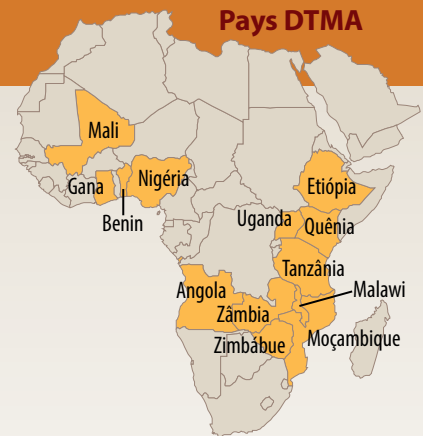 Pays DTMA
Mali
Gana
Nigéria
Benin
Etiópia
Uganda
Quênia
Tanzânia
Angola
Malawi
Zâmbia
Zimbábue
Moçambique